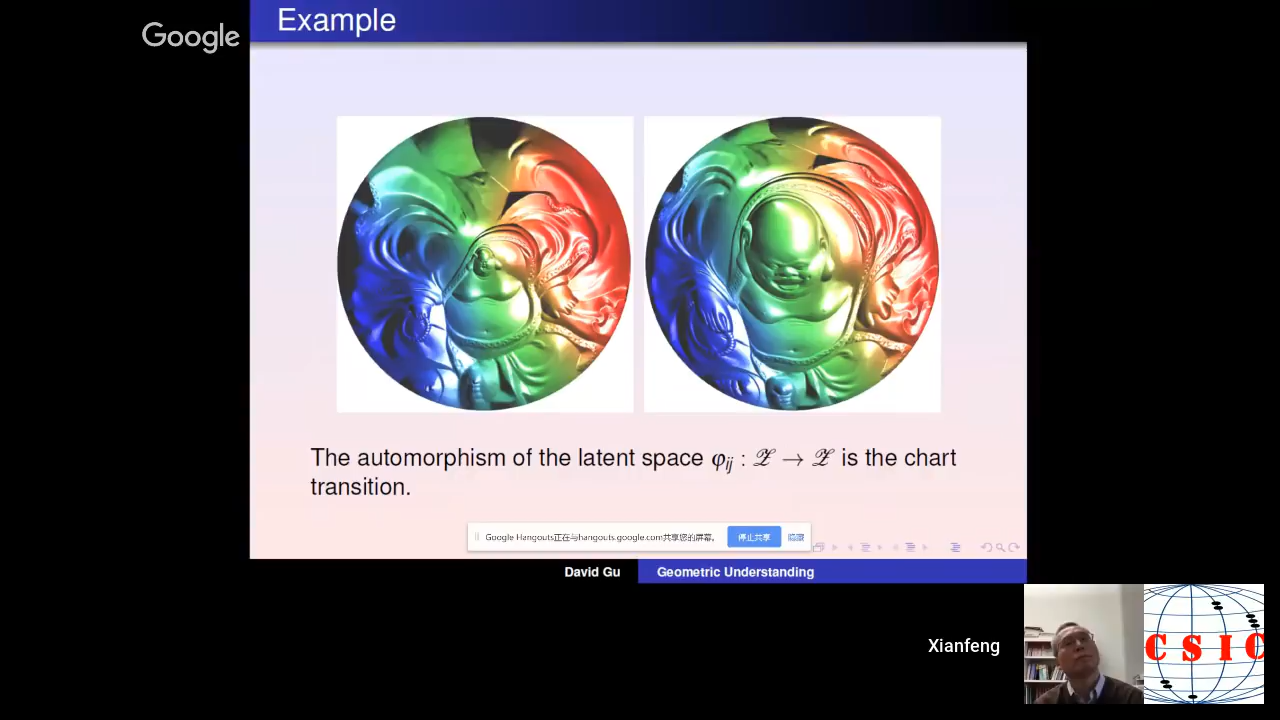 Google
Example
The automorphism of the latent space φij : 𝒵 → 𝒵 is the chart
transition.
Google Hangouts正在与hangouts.google.com共享您的屏幕。 停止共享 隐藏
David Gu Geometric Understanding
Xianfeng
CSIC